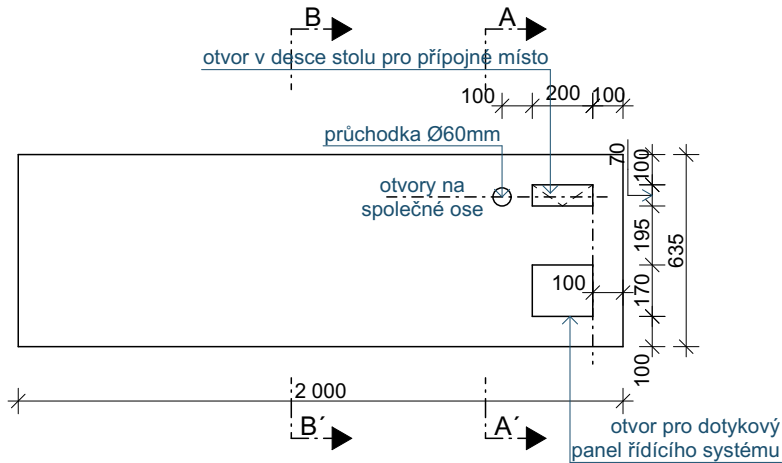 B
A
otvor v desce stolu pro přípojné místo
100
200
100
průchodka Ø60mm
70
100
otvory na
společné ose
195
635
100
170
100
2 000
B´
A´
otvor pro dotykový
panel řídícího systému